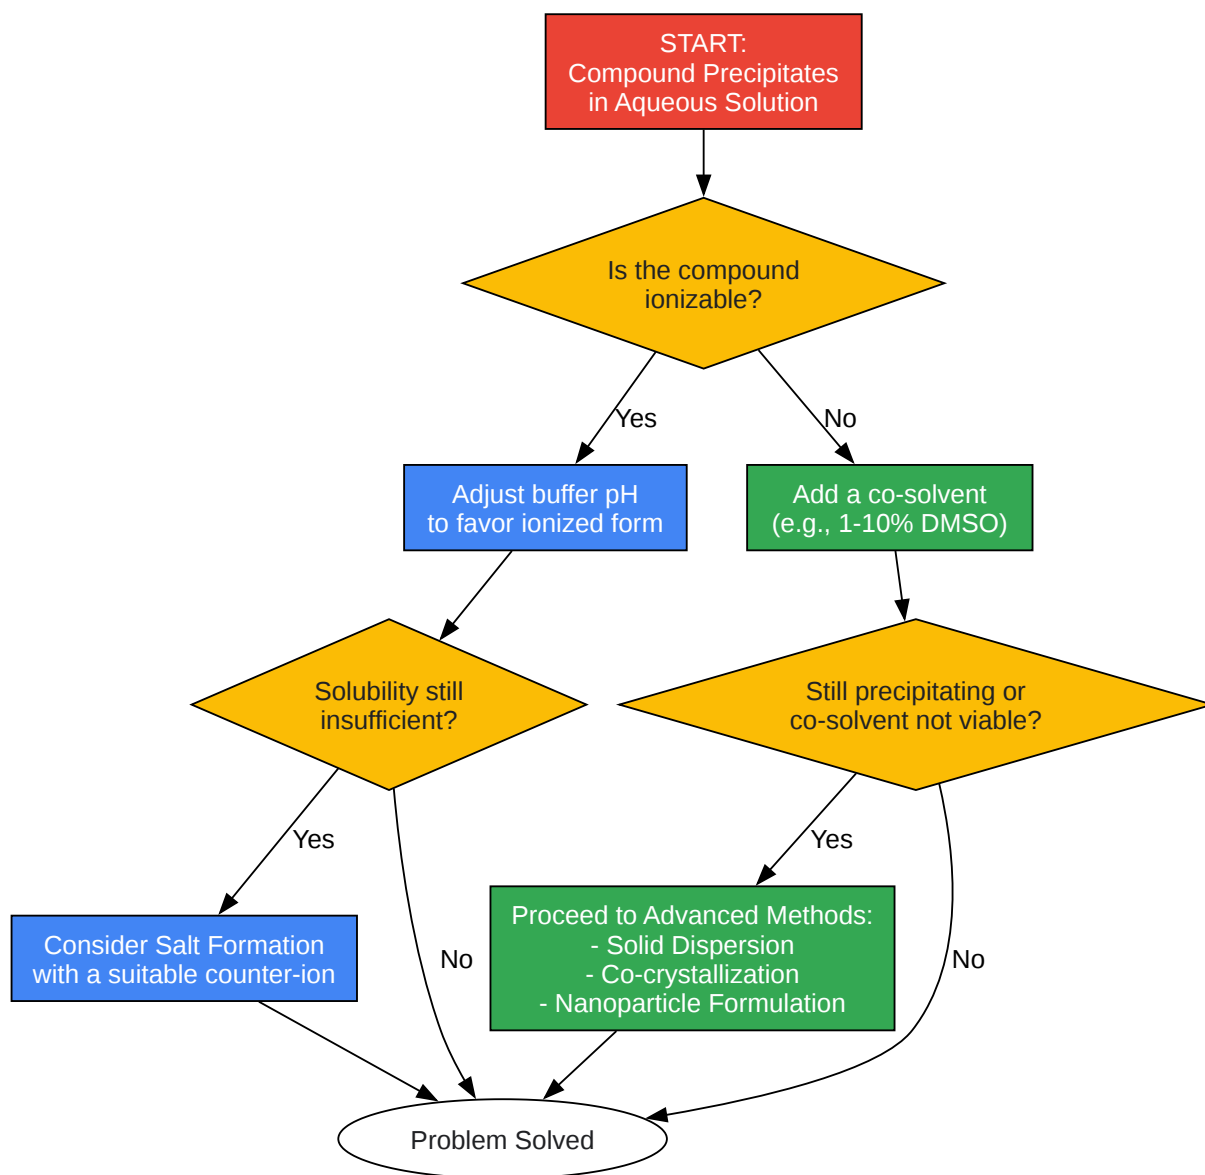 START:
Compound Precipitates
in Aqueous Solution
Is the compound
ionizable?
Yes
No
Adjust buffer pH
to favor ionized form
Add a co-solvent
(e.g., 1-10% DMSO)
Solubility still
insufficient?
Still precipitating or
co-solvent not viable?
Yes
Yes
Consider Salt Formation
with a suitable counter-ion
No
Proceed to Advanced Methods:
- Solid Dispersion
- Co-crystallization
- Nanoparticle Formulation
No
Problem Solved